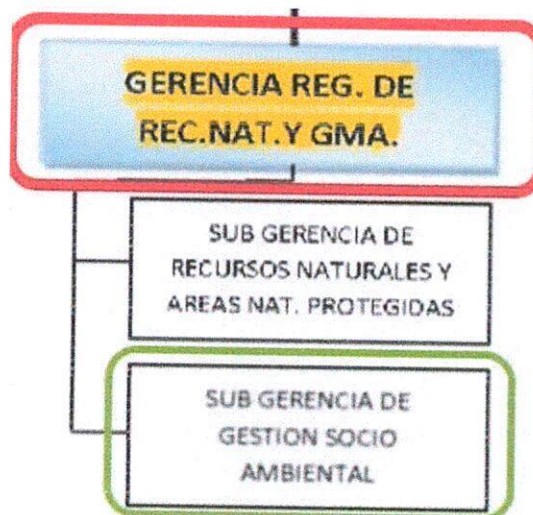 GERENCIA REG. DE
REC.NAT.Y GMA.
SUB GERENCIA DE
RECURSOS NATURALES Y
AREAS NAT. PROTEGIDAS
SUB GERENCIA DE
GESTION SOCIO
AMBIENTAL